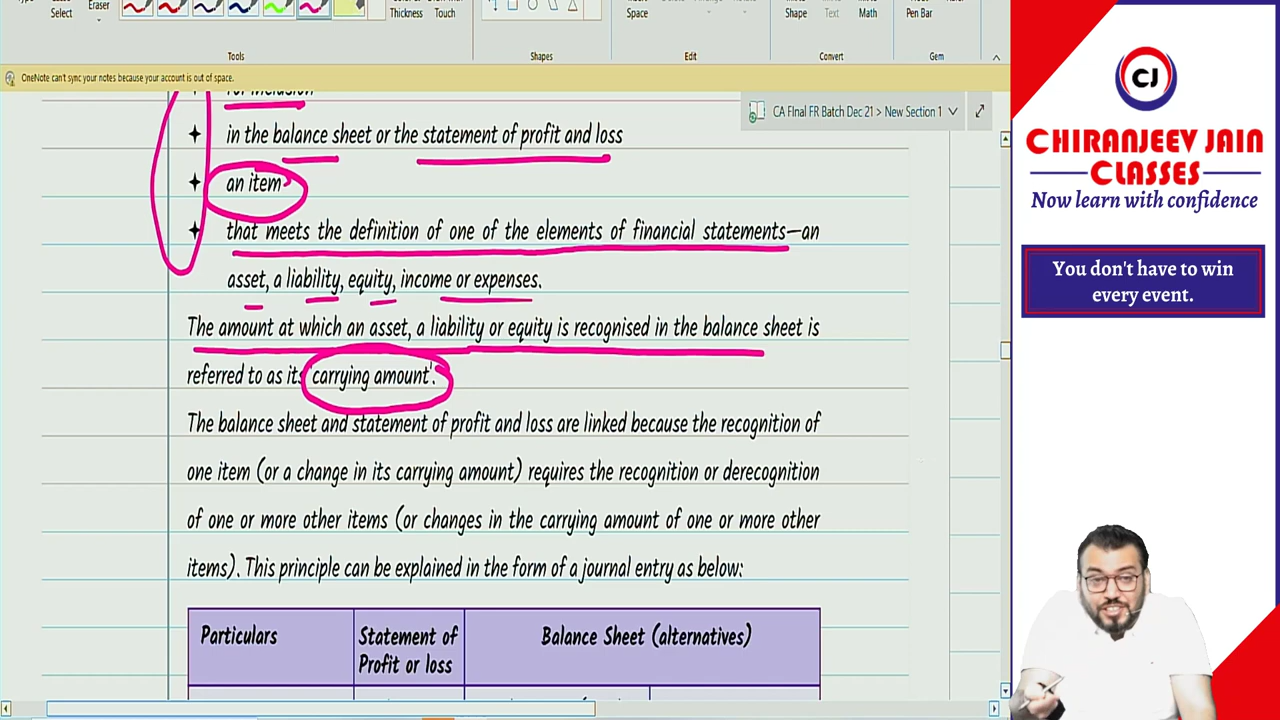 Type
Select
Eraser
Thickness
Touch
Space
Shape
Text
Math
Pen Bar
Tools
Shapes
Edit
Convert
Gem
OneNote can't sync your notes because your account is out of space.
CA FInal FR Batch Dec 21 > New Section 1
for inclusion
in the balance sheet or the statement of profit and loss
an item
that meets the definition of one of the elements of financial statements—an
asset, a liability, equity, income or expenses.
The amount at which an asset, a liability or equity is recognised in the balance sheet is
referred to as its 'carrying amount'.
The balance sheet and statement of profit and loss are linked because the recognition of
one item (or a change in its carrying amount) requires the recognition or derecognition
of one or more other items (or changes in the carrying amount of one or more other
items). This principle can be explained in the form of a journal entry as below:
Particulars
Statement of
Profit or loss
Balance Sheet (alternatives)
CJ
CHIRANJEEV JAIN
CLASSES
Now learn with confidence
You don't have to win
every event.